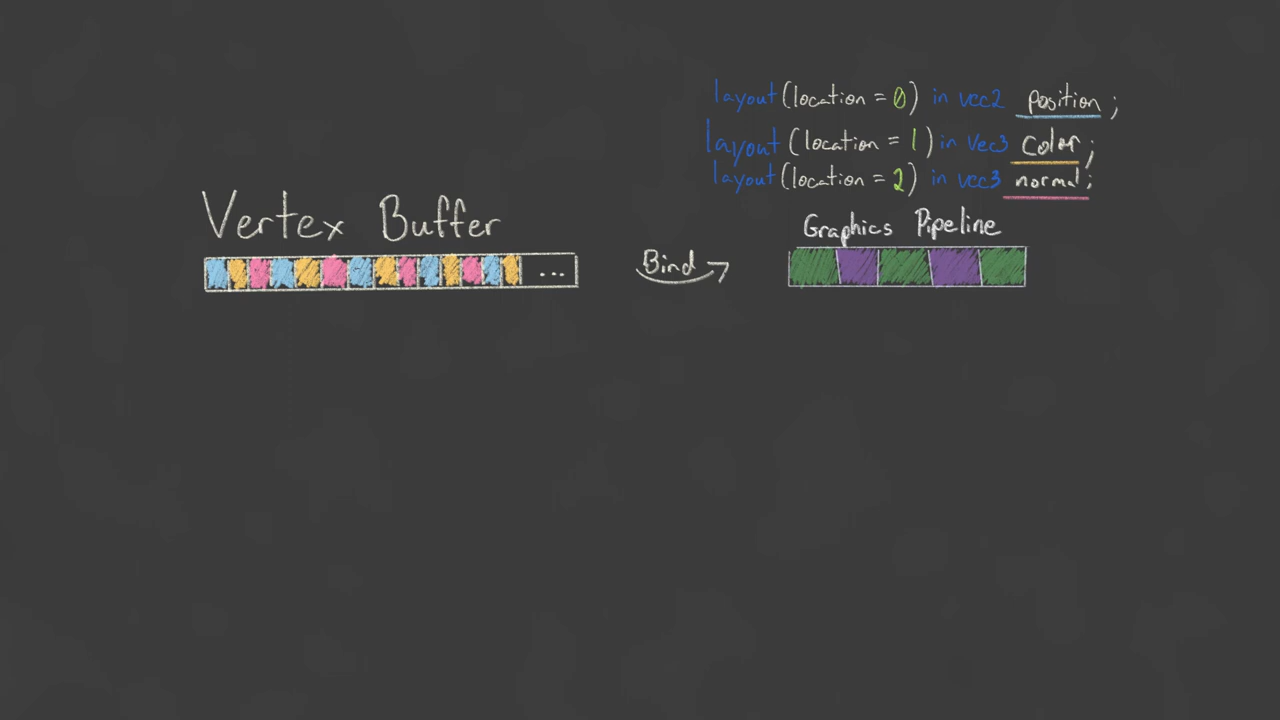 layout (location = 0) in vec2 position ;
layout (location = 1) in vec3 color ;
layout (location = 2) in vec3 normal ;
Vertex Buffer
Graphics Pipeline
...
Bind